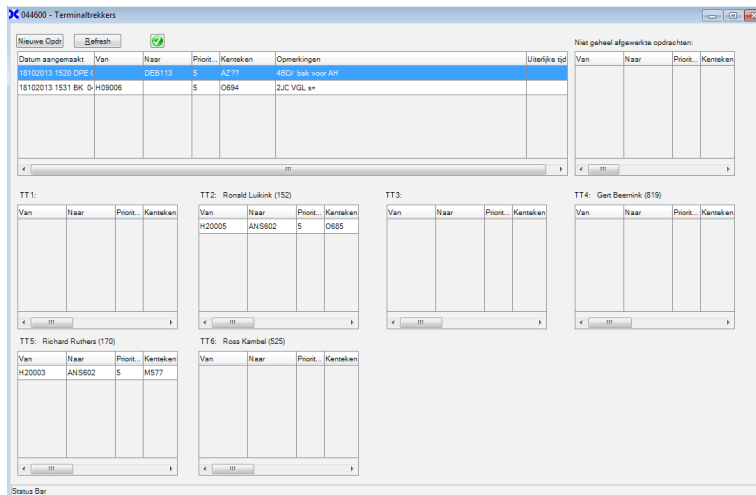 044600 - Terminaltrekkers
Nieuwe Opdr Refresh
Niet geheel afgewerkte opdrachten:
Datum aangemaakt Van Naar Priorit... Kenteken Opmerkingen Uiterlijke tijd
Van Naar Priorit... Kenteken
18102013 1520 DPE DEB113 5 AZ?? 4BD/ bak voor AH
18102013 1531 BK H09006 5 O694 2JC VGL s+
TT1:
TT2: Ronald Luikink (152)
TT3:
TT4: Gert Beernink (819)
Van Naar Priorit... Kenteken
Van Naar Priorit... Kenteken
Van Naar Priorit... Kenteken
Van Naar Priorit... Kenteken
H20005 ANS602 5 O685
TT5: Richard Ruthers (170)
TT6: Ross Kambel (525)
Van Naar Priorit... Kenteken
Van Naar Priorit... Kenteken
H20003 ANS602 5 M577
Status Bar